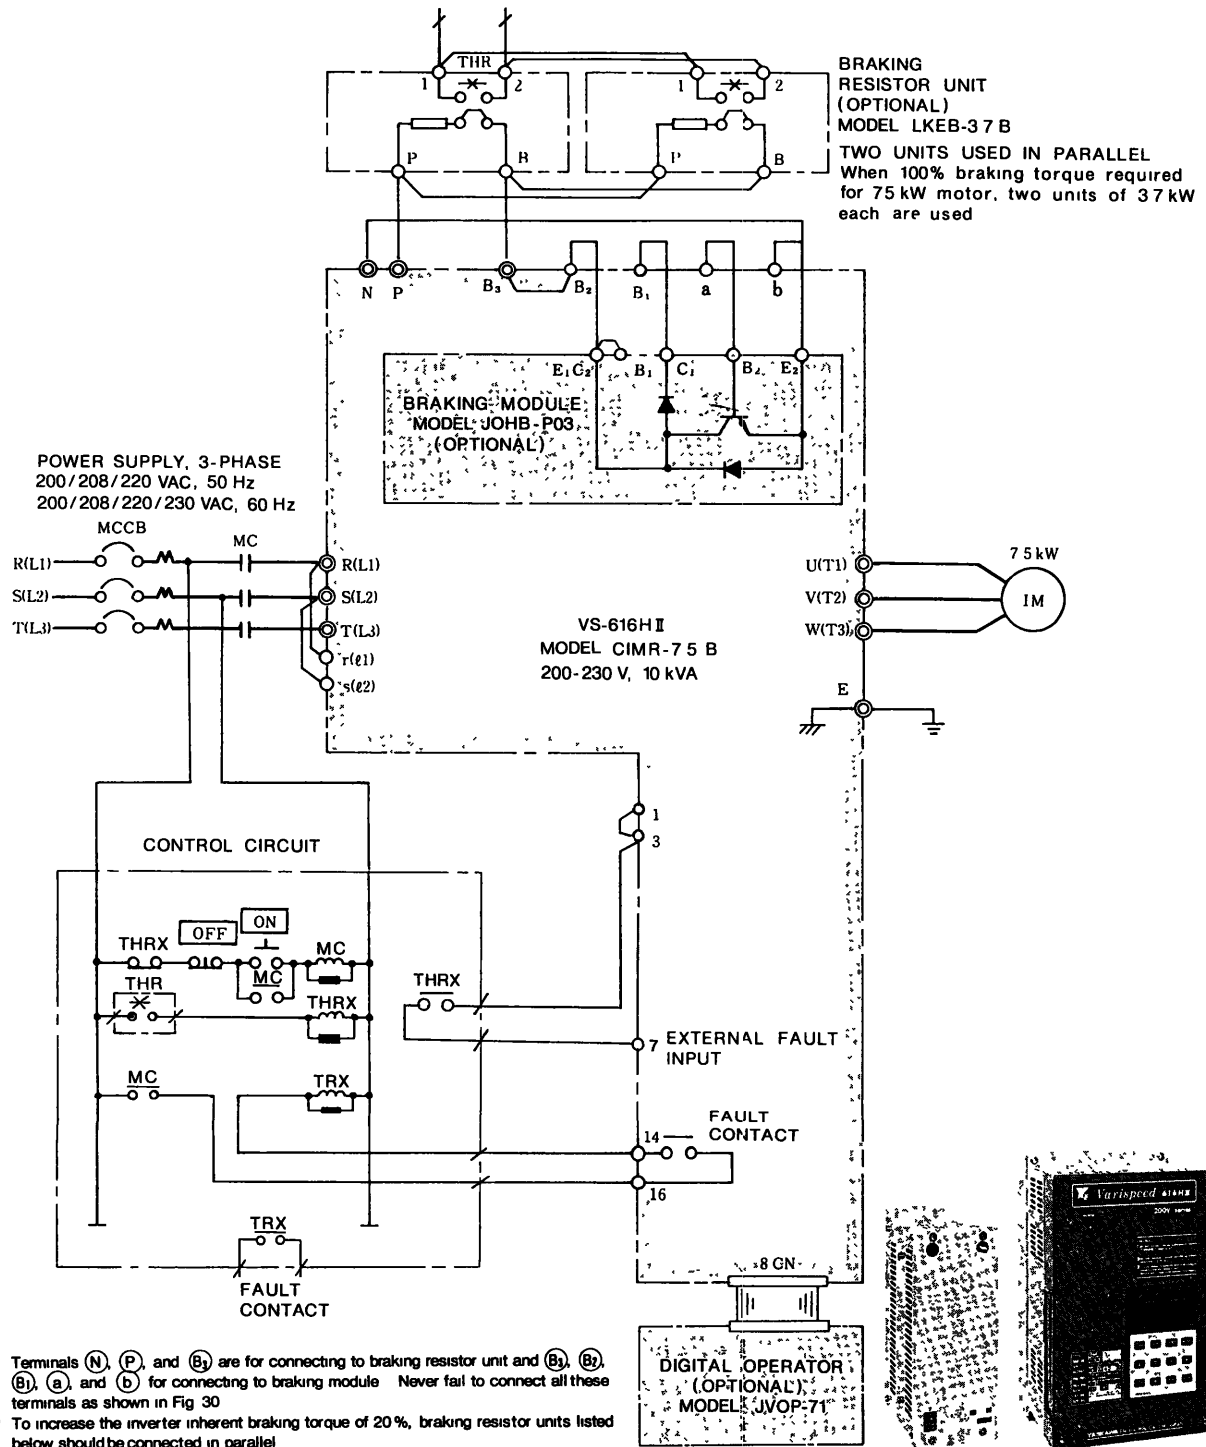 THR
1
2
1
2
P
B
P
B
BRAKING
RESISTOR UNIT
(OPTIONAL)
MODEL LKEB-3 7 B
TWO UNITS USED IN PARALLEL
When 100% braking torque required
for 75 kW motor, two units of 37 kW
each are used
N
P
B3
B2
B1
a
b
E1C2
B1
C1
B2
E2
BRAKING MODULE
MODEL JOHB-P03
(OPTIONAL)
POWER SUPPLY, 3-PHASE
200/208/220 VAC, 50 Hz
200/208/220/230 VAC, 60 Hz
MCCB
MC
R(L1)
S(L2)
T(L3)
R(L1)
S(L2)
T(L3)
r(ℓ1)
s(ℓ2)
VS-616HⅡ
MODEL CIMR-7 5 B
200-230 V, 10 kVA
U(T1)
V(T2)
W(T3)
7 5 kW
IM
E
1
3
CONTROL CIRCUIT
THRX
OFF
ON
MC
MC
THR
THRX
THRX
7 EXTERNAL FAULT
INPUT
MC
TRX
14
16
FAULT
CONTACT
TRX
FAULT
CONTACT
8 CN
DIGITAL OPERATOR
(OPTIONAL)
MODEL JVOP-71
Varispeed 616HⅡ
200V series
Terminals (N), (P), and (B3) are for connecting to braking resistor unit and (B3), (B2),
(B1), (a), and (b) for connecting to braking module Never fail to connect all these
terminals as shown in Fig 30
To increase the inverter inherent braking torque of 20%, braking resistor units listed
below should be connected in parallel